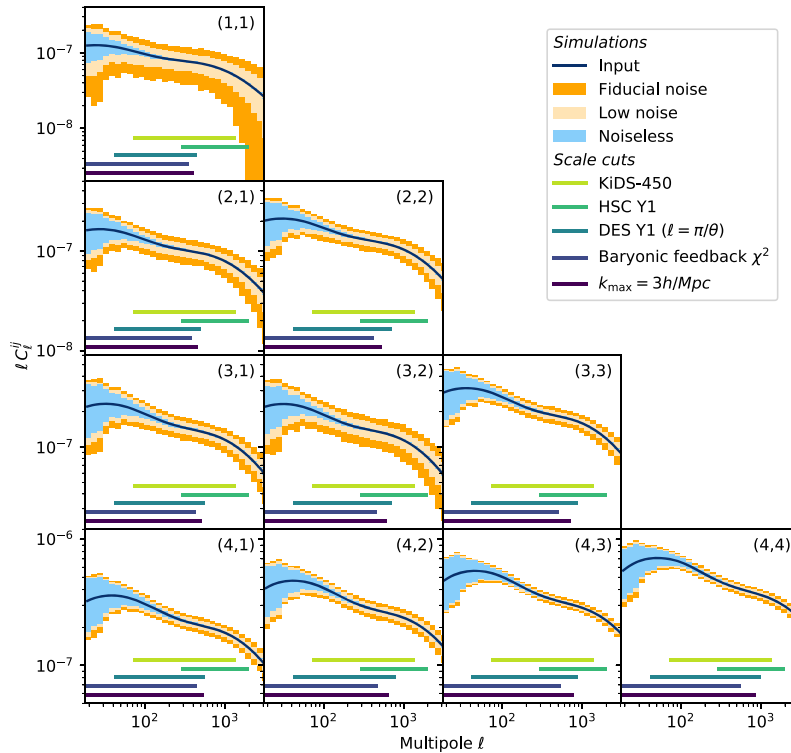 (1,1)
10⁻⁷
10⁻⁸
Simulations
Input
Fiducial noise
Low noise
Noiseless
Scale cuts
KiDS-450
HSC Y1
DES Y1 (ℓ = π/θ)
Baryonic feedback χ²
k_max = 3h/Mpc
(2,1)
(2,2)
10⁻⁷
10⁻⁸
ℓ C_ℓ^{ij}
(3,1)
(3,2)
(3,3)
10⁻⁷
10⁻⁶
(4,1)
(4,2)
(4,3)
(4,4)
10⁻⁷
10² 10³ 10² 10³ 10² 10³ 10² 10³
Multipole ℓ